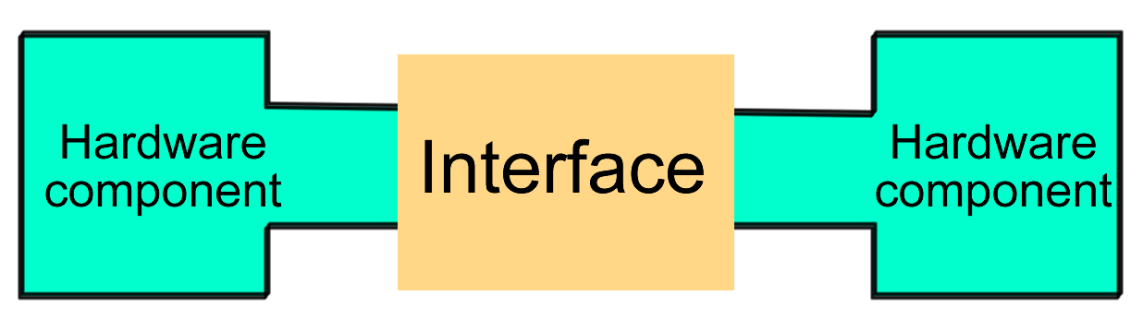 Hardware
component
Interface
Hardware
component